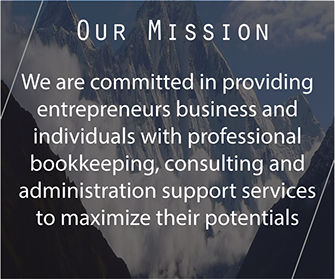 Our Mission
We are committed in providing
entrepreneurs business and
individuals with professional
bookkeeping, consulting and
administration support services
to maximize their potentials